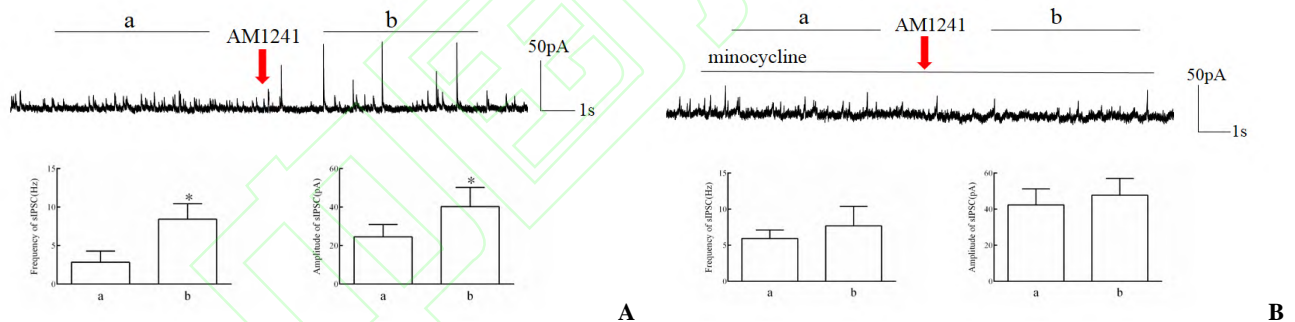 a
b
AM1241
50pA
1s
15
10
5
0
Frequency of sIPSC(Hz)
*
a
b
60
40
20
0
Amplitude of sIPSC(pA)
*
a
b
A
a
AM1241
b
minocycline
50pA
1s
15
10
5
0
Frequency of sIPSC(Hz)
a
b
60
40
20
0
Amplitude of sIPSC(pA)
a
b
B